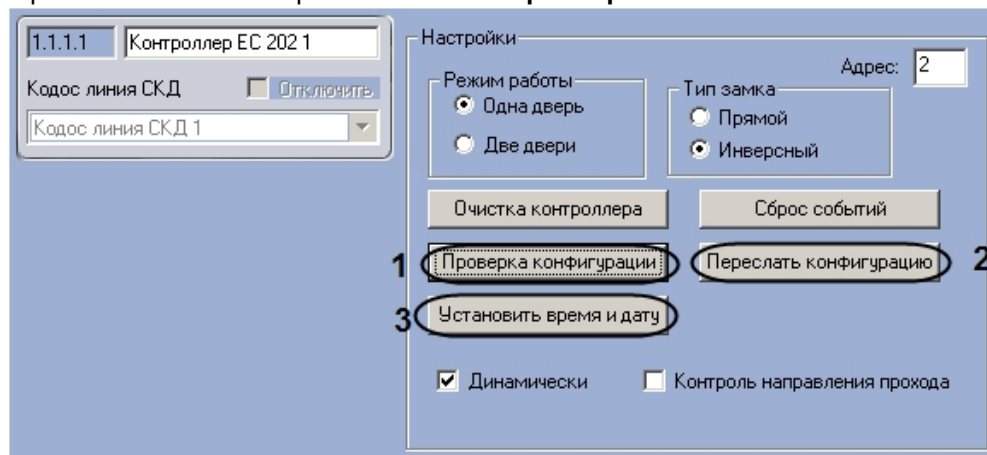 1.1.1.1 Контроллер ЕС 202 1
Кодос линия СКД Отключить
Кодос линия СКД 1
Настройки
Адрес: 2
Режим работы
Одна дверь
Две двери
Тип замка
Прямой
Инверсный
Очистка контроллера Сброс событий
1 Проверка конфигурации Переслать конфигурацию 2
3 Установить время и дату
Динамически Контроль направления прохода